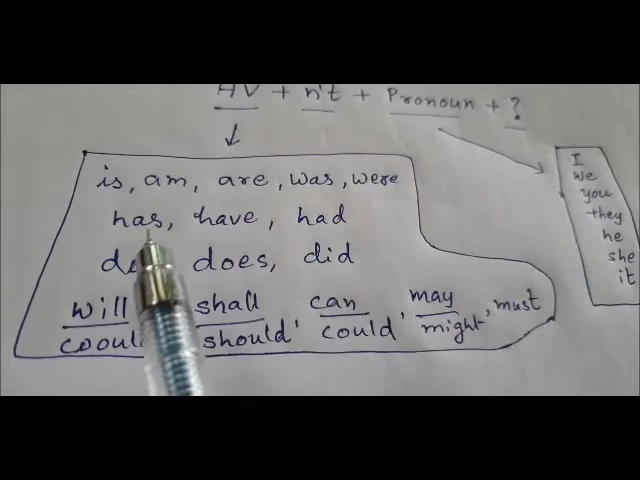 HV + n't + Pronoun + ?
is, am, are, was, were
has, have, had
does, did
will shall can may must
should could might
I
we
you
they
he
she
it